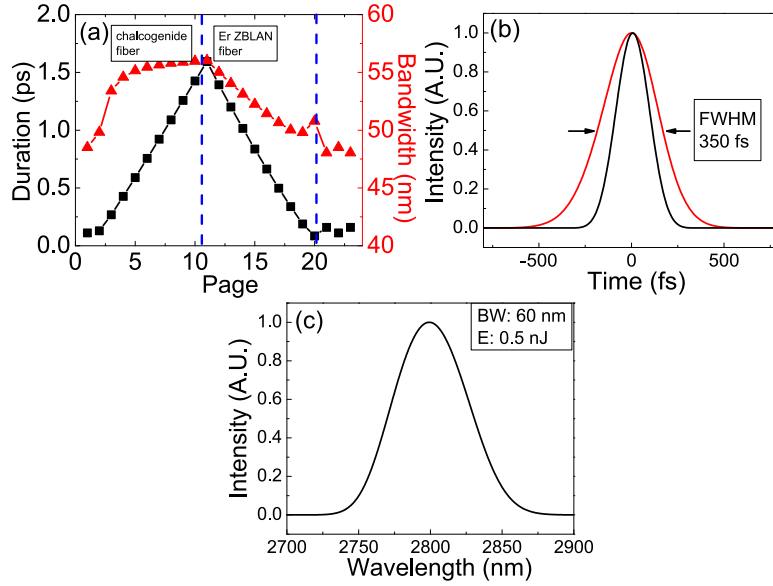 (a)
chalcogenide
fiber
Er ZBLAN
fiber
Duration (ps)
2.0
1.5
1.0
0.5
0.0
0 5 10 15 20
Page
60
55
50
45
40
Bandwidth (nm)
(b)
Intensity (A.U.)
1.0
0.8
0.6
0.4
0.2
0.0
FWHM
350 fs
-500 0 500
Time (fs)
(c)
BW: 60 nm
E: 0.5 nJ
Intensity (A.U.)
1.0
0.8
0.6
0.4
0.2
0.0
2700 2750 2800 2850 2900
Wavelength (nm)